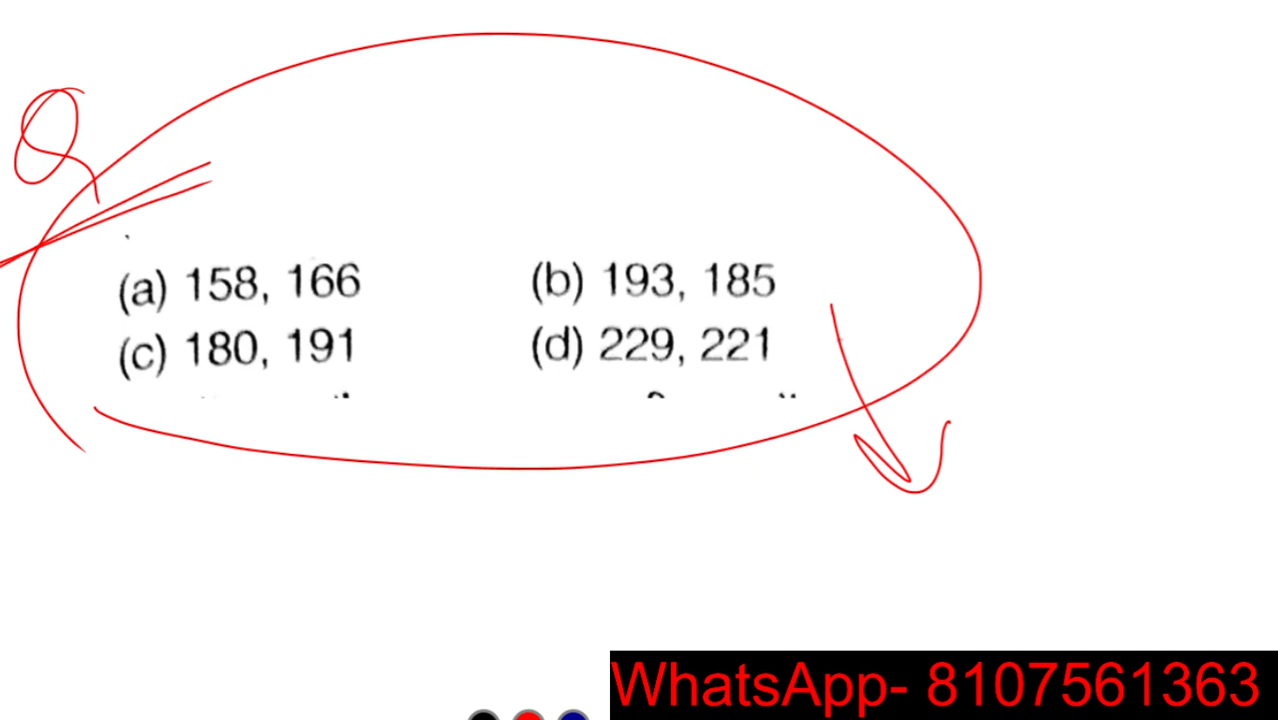 Q
(a) 158, 166 (b) 193, 185
(c) 180, 191 (d) 229, 221
WhatsApp- 8107561363